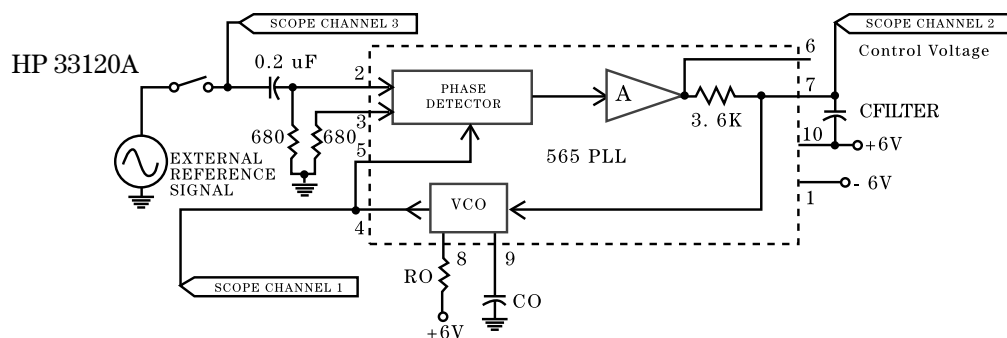 SCOPE CHANNEL 3
SCOPE CHANNEL 2
Control Voltage
HP 33120A
0.2 uF
2
6
7
PHASE
DETECTOR
A
3. 6K
CFILTER
3
680
680
5
10
+6V
565 PLL
EXTERNAL
REFERENCE
SIGNAL
1
- 6V
VCO
4
8
9
RO
CO
SCOPE CHANNEL 1
+6V